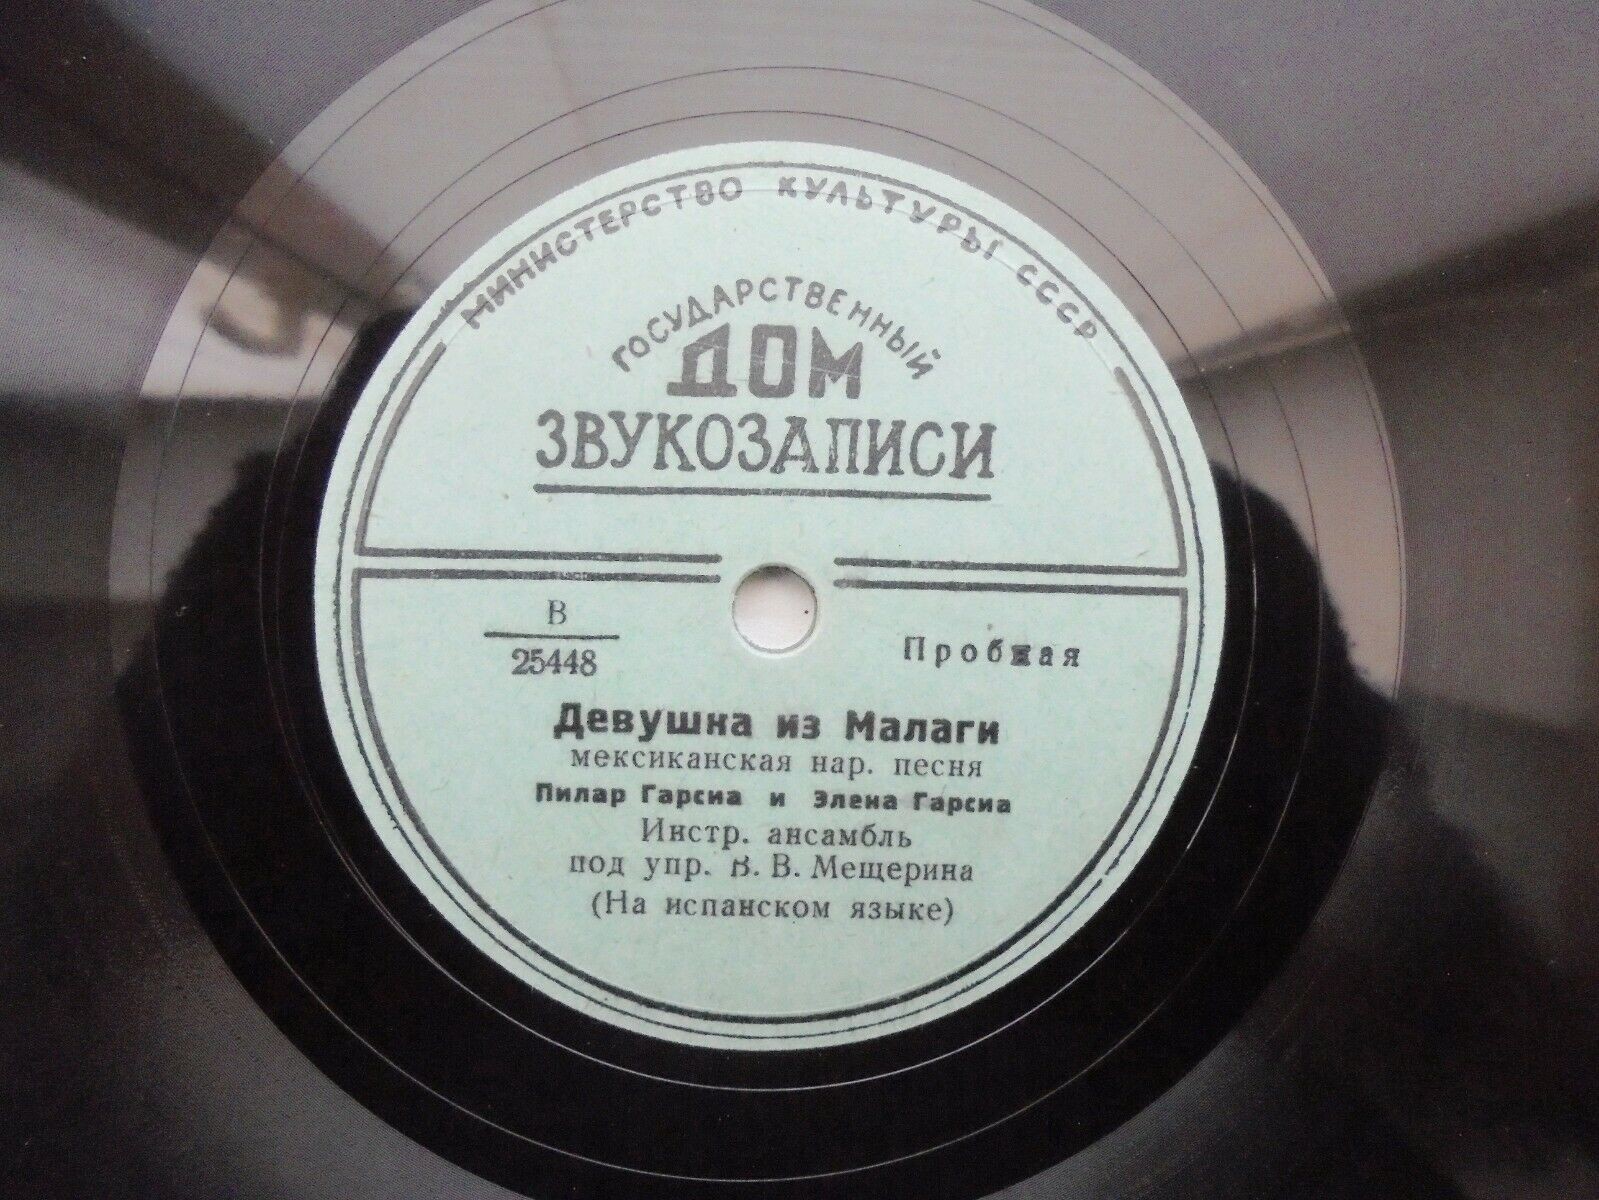 МИНИСТЕРСТВО КУЛЬТУРЫ СССР
ГОСУДАРСТВЕННЫЙ
ДОМ
ЗВУКОЗАПИСИ
В
25448
Пробная
Девушка из Малаги
мексиканская нар. песня
Пилар Гарсиа и Элена Гарсиа
Инстр. ансамбль
под упр. В. В. Мещерина
(На испанском языке)